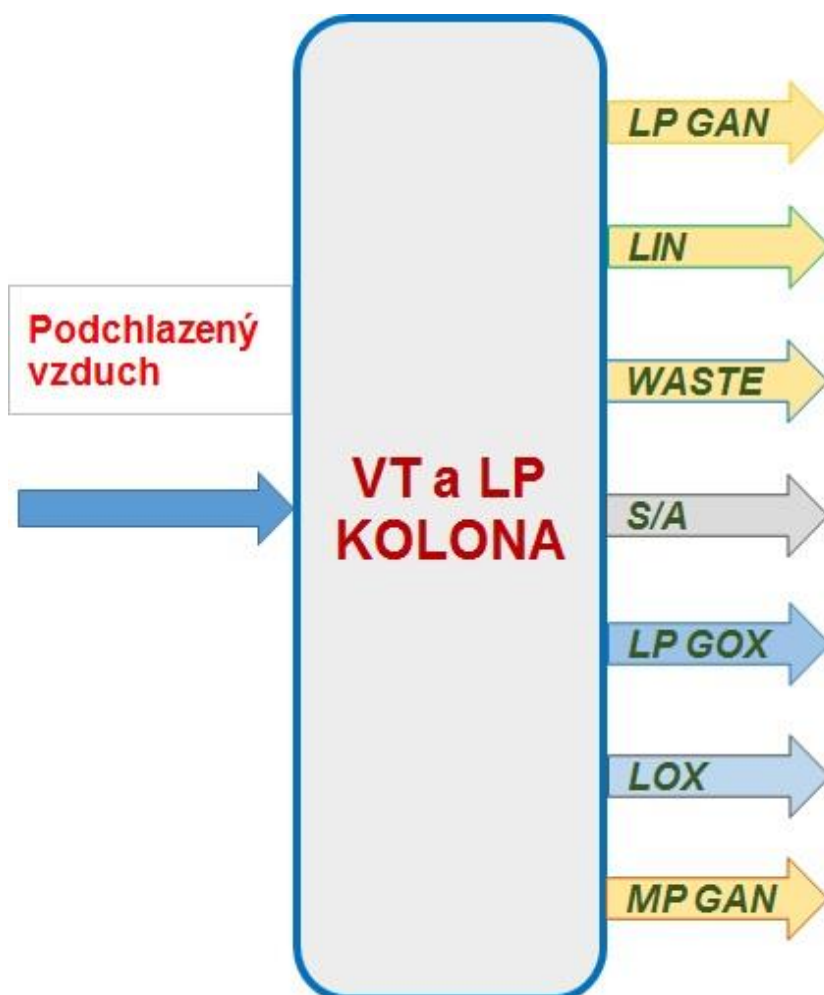 LP GAN
LIN
Podchlazený
vzduch
WASTE
VT a LP
KOLONA
S/A
LP GOX
LOX
MP GAN